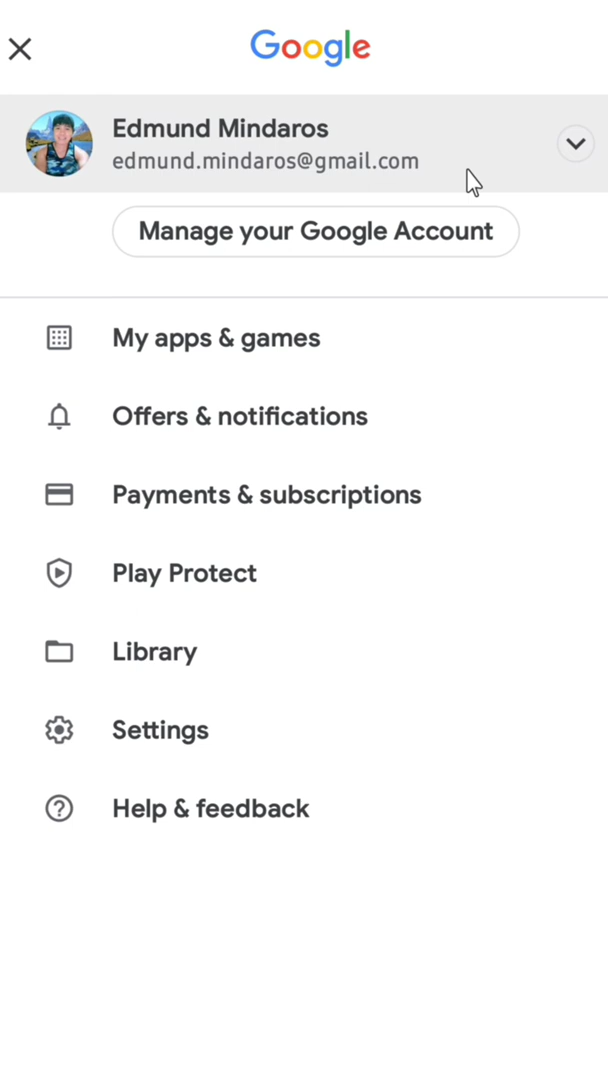 Google
Edmund Mindaros
edmund.mindaros@gmail.com
Manage your Google Account
My apps & games
Offers & notifications
Payments & subscriptions
Play Protect
Library
Settings
Help & feedback